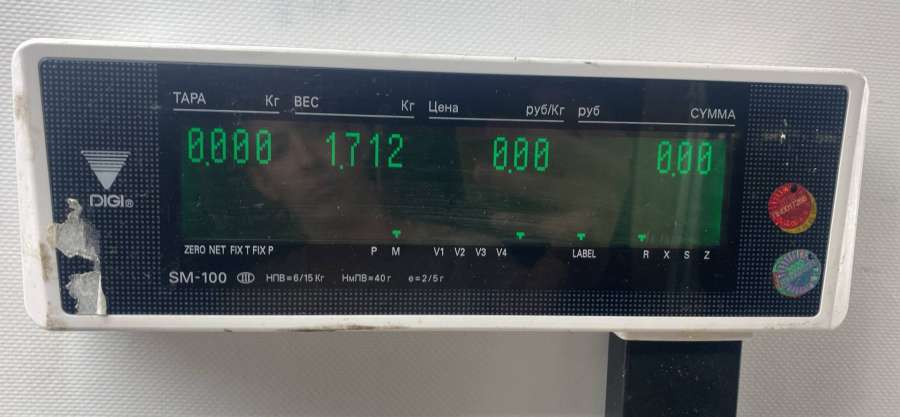 ТАРА Кг ВЕС Кг Цена руб/Кг руб СУММА
0.000 1.712 0.00 0.00
DIGI®
ZERO NET FIX T FIX P P M V1 V2 V3 V4 LABEL R X S Z
SM-100 III НПВ=6/15 Кг НмПВ=40 г e=2/5 г